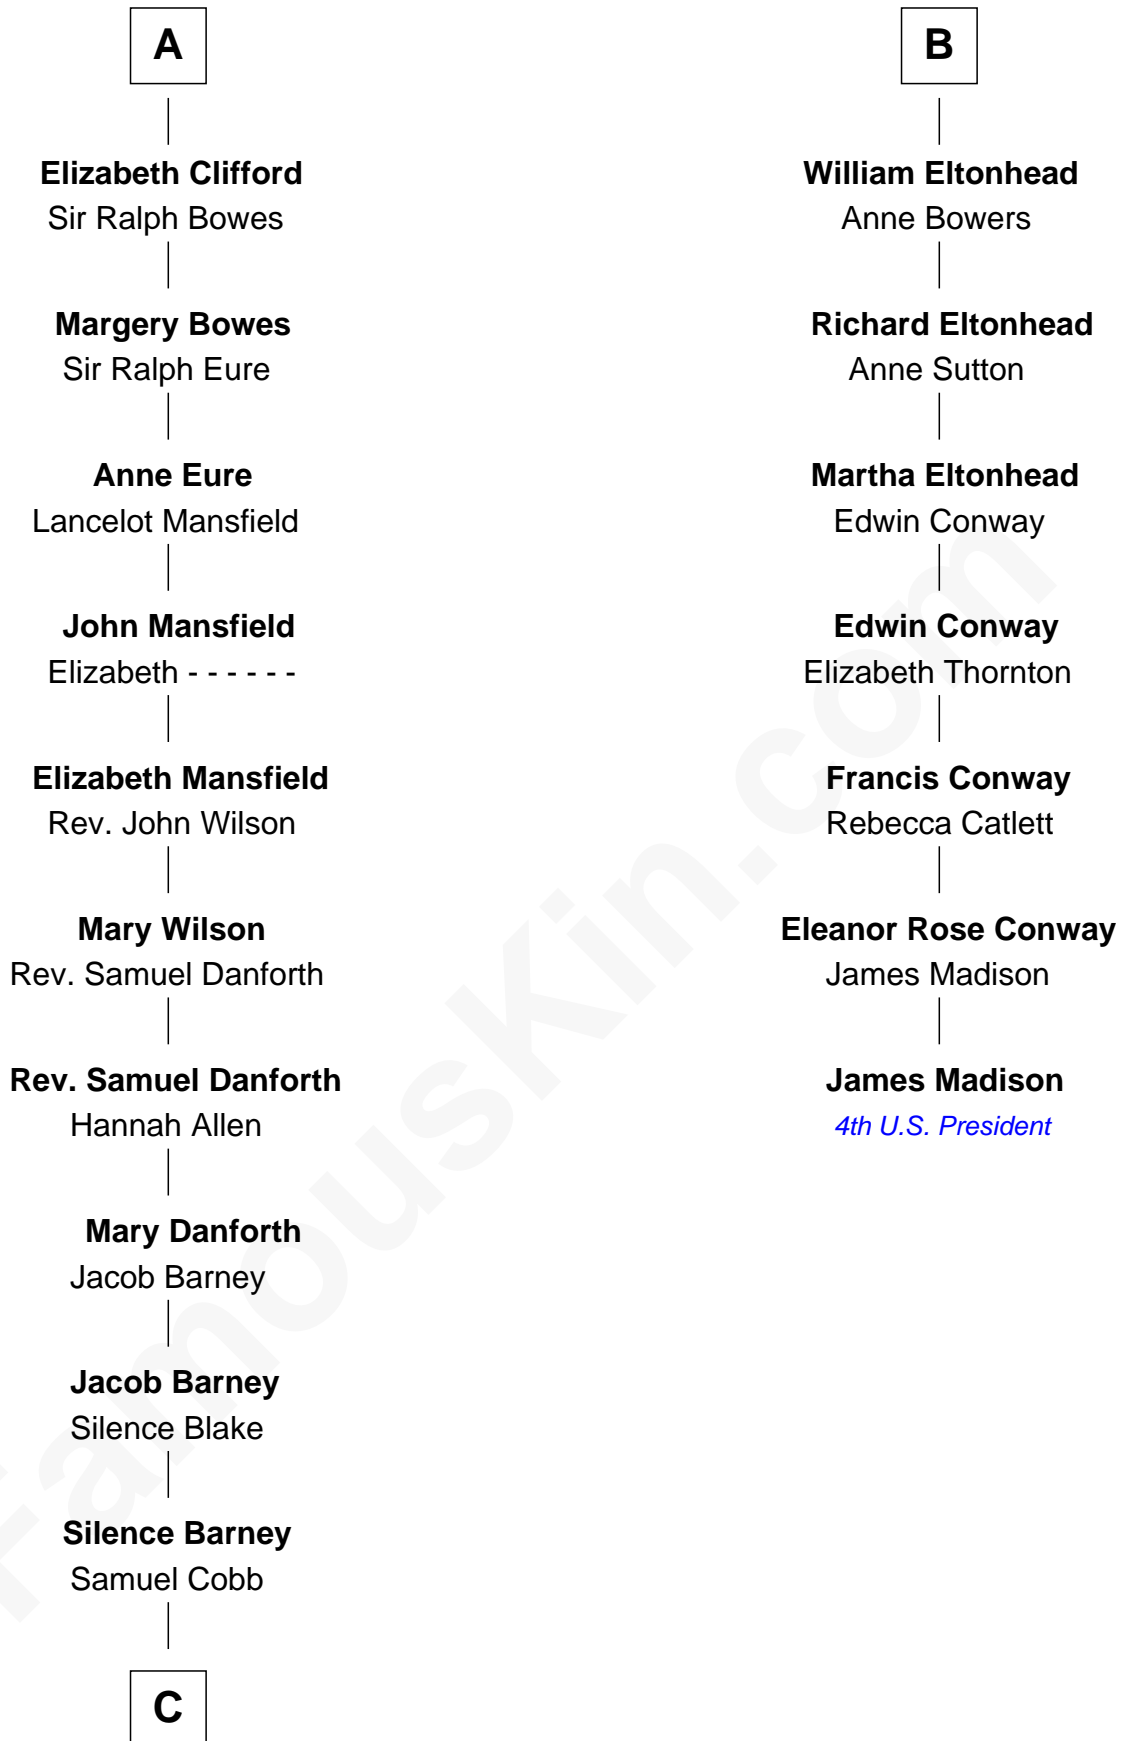 A
Elizabeth Clifford
Sir Ralph Bowes
Margery Bowes
Sir Ralph Eure
Anne Eure
Lancelot Mansfield
John Mansfield
Elizabeth - - - - - -
Elizabeth Mansfield
Rev. John Wilson
Mary Wilson
Rev. Samuel Danforth
Rev. Samuel Danforth
Hannah Allen
Mary Danforth
Jacob Barney
Jacob Barney
Silence Blake
Silence Barney
Samuel Cobb
C
B
William Eltonhead
Anne Bowers
Richard Eltonhead
Anne Sutton
Martha Eltonhead
Edwin Conway
Edwin Conway
Elizabeth Thornton
Francis Conway
Rebecca Catlett
Eleanor Rose Conway
James Madison
James Madison
4th U.S. President
FamousKin.com